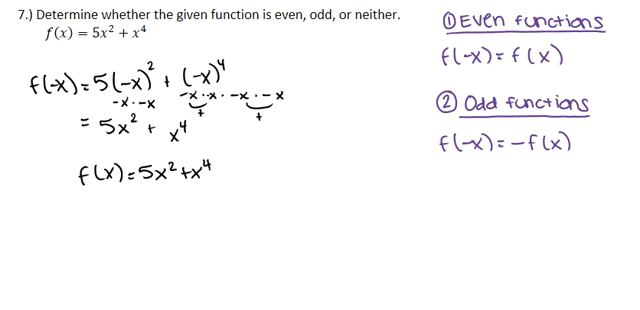 7.) Determine whether the given function is even, odd, or neither.
f(x) = 5x² + x⁴
f(-x) = 5(-x)² + (-x)⁴
-x·-x -x·-x·-x·-x
+ +
= 5x² + x⁴
f(x) = 5x² + x⁴
① Even functions
f(-x) = f(x)
② Odd functions
f(-x) = -f(x)